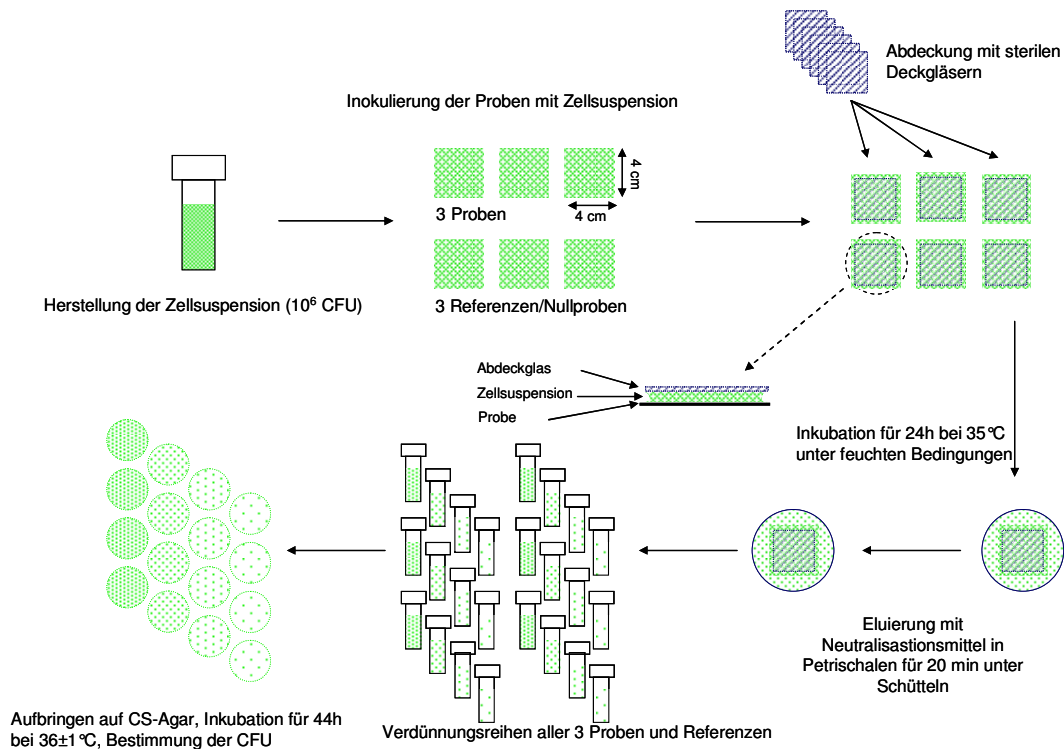 Abdeckung mit sterilen
Deckgläsern
Inokulierung der Proben mit Zellsuspension
4 cm
4 cm
3 Proben
3 Referenzen/Nullproben
Herstellung der Zellsuspension (10⁶ CFU)
Abdeckglas
Zellsuspension
Probe
Inkubation für 24h bei 35°C
unter feuchten Bedingungen
Eluierung mit
Neutralisastionsmittel in
Petrischalen für 20 min unter
Schütteln
Verdünnungsreihen aller 3 Proben und Referenzen
Aufbringen auf CS-Agar, Inkubation für 44h
bei 36±1°C, Bestimmung der CFU